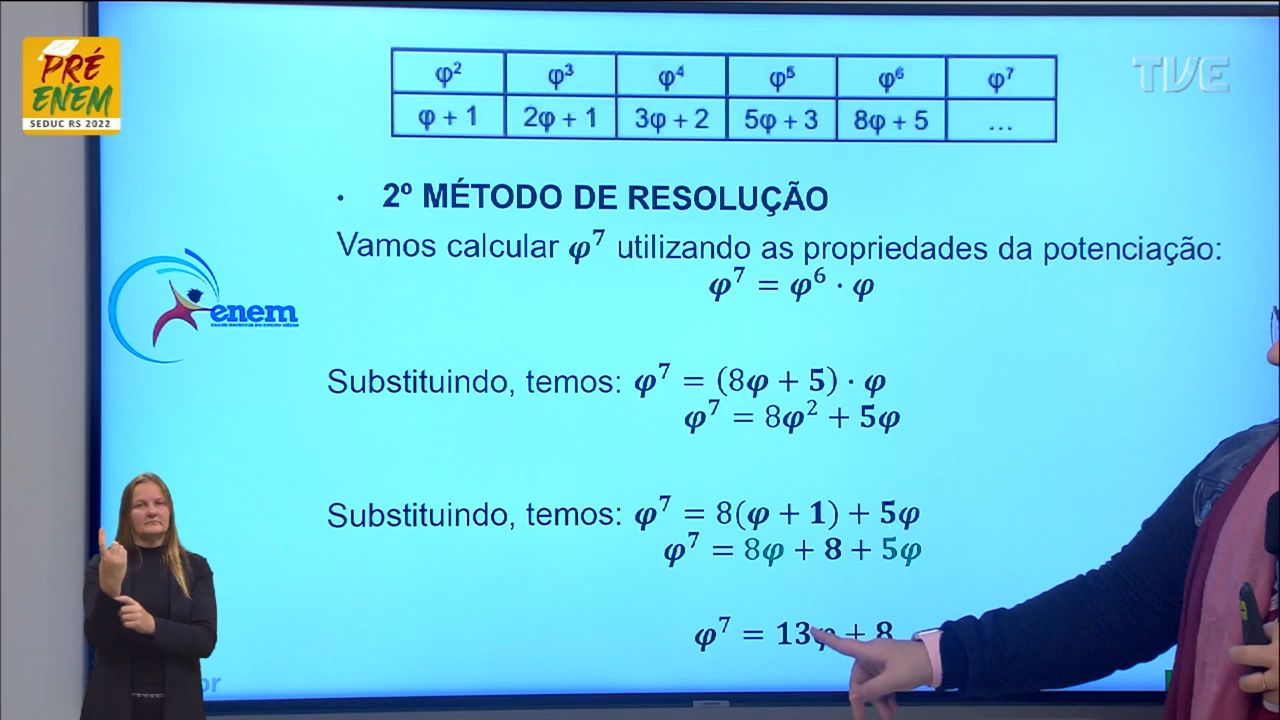 PRÉ
ENEM
SEDUC RS 2022
TVE
φ² φ³ φ⁴ φ⁵ φ⁶ φ⁷
φ + 1 2φ + 1 3φ + 2 5φ + 3 8φ + 5 ...
· 2º MÉTODO DE RESOLUÇÃO
Vamos calcular φ⁷ utilizando as propriedades da potenciação:
φ⁷ = φ⁶ · φ
enem
EXAME NACIONAL DO ENSINO MÉDIO
Substituindo, temos: φ⁷ = (8φ + 5) · φ
φ⁷ = 8φ² + 5φ
Substituindo, temos: φ⁷ = 8(φ + 1) + 5φ
φ⁷ = 8φ + 8 + 5φ
φ⁷ = 13φ + 8